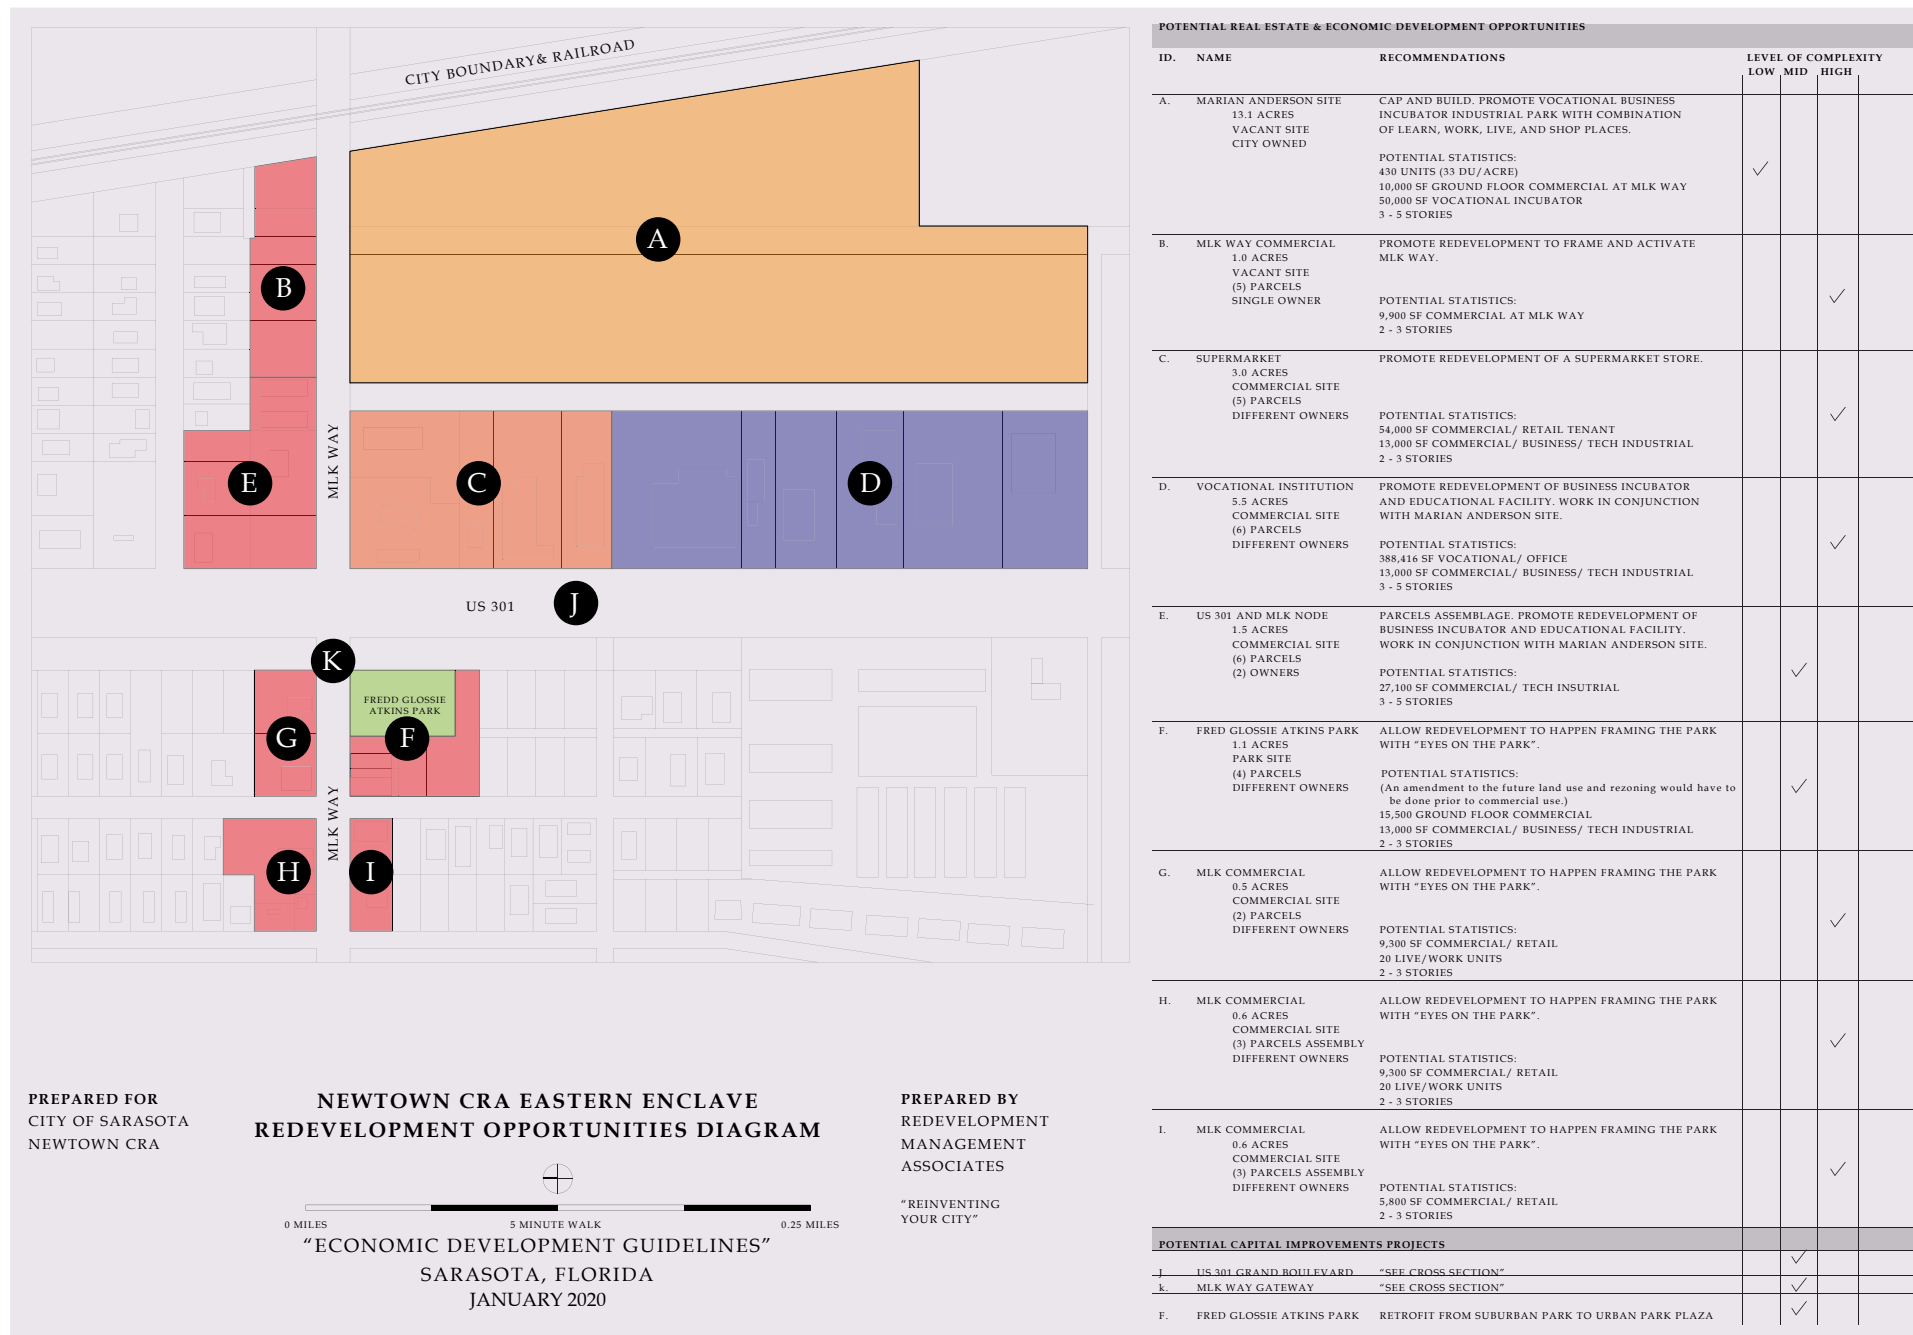 CITY BOUNDARY& RAILROAD
A
B
MLK WAY
E
C
D
US 301
J
K
FREDD GLOSSIE
ATKINS PARK
G
F
MLK WAY
H
I
PREPARED FOR
CITY OF SARASOTA
NEWTOWN CRA
NEWTOWN CRA EASTERN ENCLAVE
REDEVELOPMENT OPPORTUNITIES DIAGRAM
0 MILES
5 MINUTE WALK
0.25 MILES
"ECONOMIC DEVELOPMENT GUIDELINES"
SARASOTA, FLORIDA
JANUARY 2020
PREPARED BY
REDEVELOPMENT
MANAGEMENT
ASSOCIATES
"REINVENTING
YOUR CITY"
POTENTIAL REAL ESTATE & ECONOMIC DEVELOPMENT OPPORTUNITIES
ID. NAME RECOMMENDATIONS LEVEL OF COMPLEXITY
LOW MID HIGH
A. MARIAN ANDERSON SITE CAP AND BUILD. PROMOTE VOCATIONAL BUSINESS
13.1 ACRES INCUBATOR INDUSTRIAL PARK WITH COMBINATION
VACANT SITE OF LEARN, WORK, LIVE, AND SHOP PLACES.
CITY OWNED
POTENTIAL STATISTICS:
430 UNITS (33 DU/ACRE)
10,000 SF GROUND FLOOR COMMERCIAL AT MLK WAY
50,000 SF VOCATIONAL INCUBATOR
3 - 5 STORIES
B. MLK WAY COMMERCIAL PROMOTE REDEVELOPMENT TO FRAME AND ACTIVATE
1.0 ACRES MLK WAY.
VACANT SITE
(5) PARCELS
SINGLE OWNER POTENTIAL STATISTICS:
9,900 SF COMMERCIAL AT MLK WAY
2 - 3 STORIES
C. SUPERMARKET PROMOTE REDEVELOPMENT OF A SUPERMARKET STORE.
3.0 ACRES
COMMERCIAL SITE
(5) PARCELS
DIFFERENT OWNERS POTENTIAL STATISTICS:
54,000 SF COMMERCIAL/ RETAIL TENANT
13,000 SF COMMERCIAL/ BUSINESS/ TECH INDUSTRIAL
2 - 3 STORIES
D. VOCATIONAL INSTITUTION PROMOTE REDEVELOPMENT OF BUSINESS INCUBATOR
5.5 ACRES AND EDUCATIONAL FACILITY. WORK IN CONJUNCTION
COMMERCIAL SITE WITH MARIAN ANDERSON SITE.
(6) PARCELS
DIFFERENT OWNERS POTENTIAL STATISTICS:
388,416 SF VOCATIONAL/ OFFICE
13,000 SF COMMERCIAL/ BUSINESS/ TECH INDUSTRIAL
3 - 5 STORIES
E. US 301 AND MLK NODE PARCELS ASSEMBLAGE. PROMOTE REDEVELOPMENT OF
1.5 ACRES BUSINESS INCUBATOR AND EDUCATIONAL FACILITY.
COMMERCIAL SITE WORK IN CONJUNCTION WITH MARIAN ANDERSON SITE.
(6) PARCELS
(2) OWNERS POTENTIAL STATISTICS:
27,100 SF COMMERCIAL/ TECH INSUTRIAL
3 - 5 STORIES
F. FRED GLOSSIE ATKINS PARK ALLOW DEVELOPMENT TO HAPPEN FRAMING THE PARK
1.1 ACRES WITH "EYES ON THE PARK".
PARK SITE
(4) PARCELS POTENTIAL STATISTICS:
DIFFERENT OWNERS (An amendment to the future land use and rezoning would have to
be done prior to commercial use.)
15,500 GROUND FLOOR COMMERCIAL
13,000 SF COMMERCIAL/ BUSINESS/ TECH INDUSTRIAL
2 - 3 STORIES
G. MLK COMMERCIAL ALLOW REDEVELOPMENT TO HAPPEN FRAMING THE PARK
0.5 ACRES WITH "EYES ON THE PARK".
COMMERCIAL SITE
(2) PARCELS
DIFFERENT OWNERS POTENTIAL STATISTICS:
9,300 SF COMMERCIAL/ RETAIL
20 LIVE/WORK UNITS
2 - 3 STORIES
H. MLK COMMERCIAL ALLOW REDEVELOPMENT TO HAPPEN FRAMING THE PARK
0.6 ACRES WITH "EYES ON THE PARK".
COMMERCIAL SITE
(3) PARCELS ASSEMBLY
DIFFERENT OWNERS POTENTIAL STATISTICS:
9,300 SF COMMERCIAL/ RETAIL
20 LIVE/WORK UNITS
2 - 3 STORIES
I. MLK COMMERCIAL ALLOW REDEVELOPMENT TO HAPPEN FRAMING THE PARK
0.6 ACRES WITH "EYES ON THE PARK".
COMMERCIAL SITE
(3) PARCELS ASSEMBLY
DIFFERENT OWNERS POTENTIAL STATISTICS:
5,800 SF COMMERCIAL/ RETAIL
2 - 3 STORIES
POTENTIAL CAPITAL IMPROVEMENTS PROJECTS
J. US 301 GRAND BOULEVARD "SEE CROSS SECTION"
k. MLK WAY GATEWAY "SEE CROSS SECTION"
F. FRED GLOSSIE ATKINS PARK RETROFIT FROM SUBURBAN PARK TO URBAN PARK PLAZA